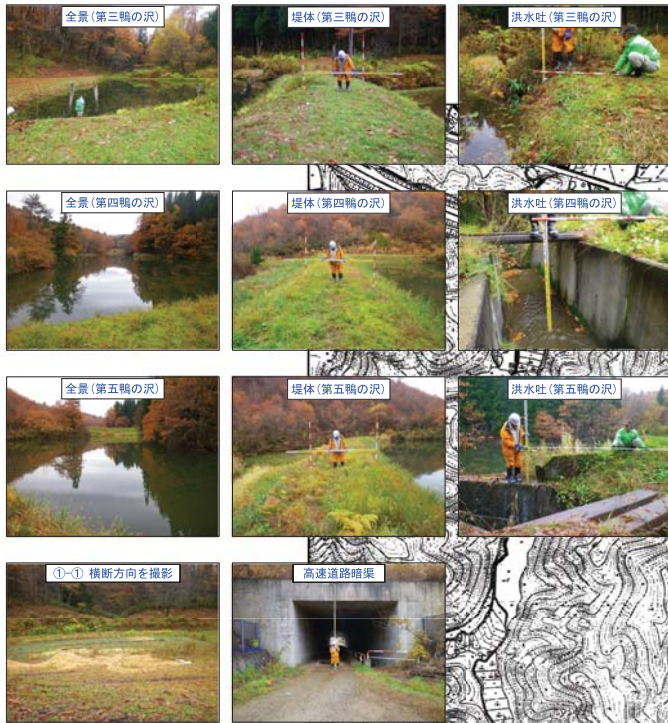 全景(第三鴨の沢)
堤体(第三鴨の沢)
洪水吐(第三鴨の沢)
全景(第四鴨の沢)
堤体(第四鴨の沢)
洪水吐(第四鴨の沢)
全景(第五鴨の沢)
堤体(第五鴨の沢)
洪水吐(第五鴨の沢)
①-① 横断方向を撮影
高速道路暗渠